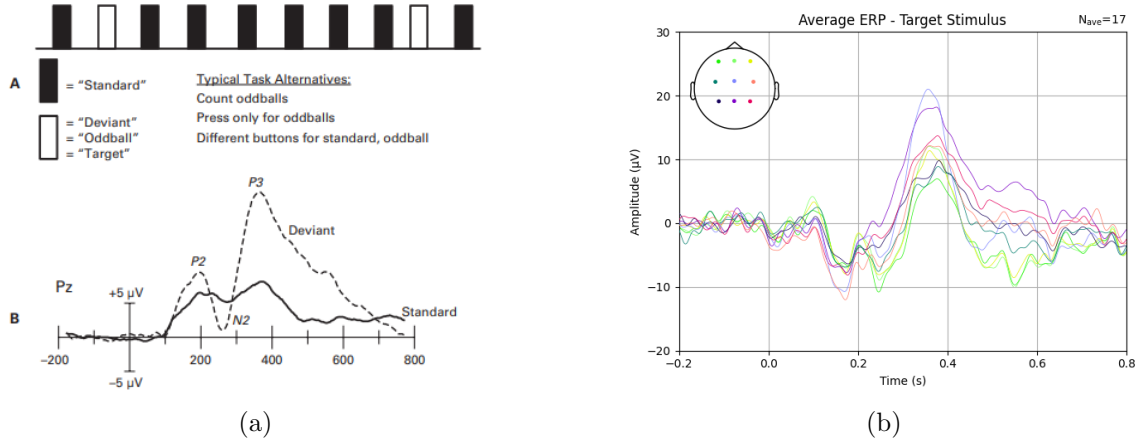 A
= "Standard"
= "Deviant"
= "Oddball"
= "Target"
Typical Task Alternatives:
Count oddballs
Press only for oddballs
Different buttons for standard, oddball
P3
Deviant
P2
Pz
+5 µV
B
N2
Standard
−200
200
400
600
800
−5 µV
(a)
Average ERP - Target Stimulus
Nave=17
Amplitude (µV)
30
20
10
0
−10
−20
−0.2
0.0
0.2
0.4
0.6
0.8
Time (s)
(b)